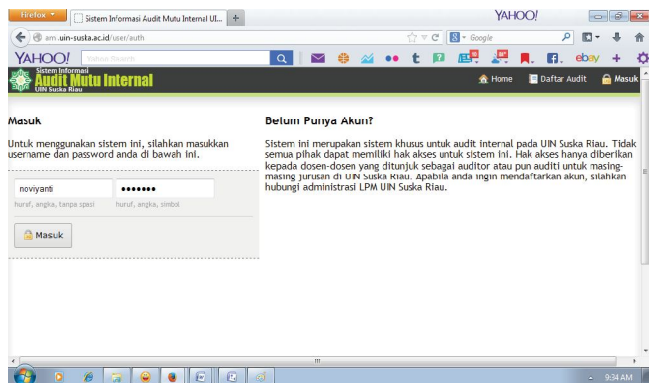 Firefox
Sistem Informasi Audit Mutu Internal UI...
YAHOO!
am.uin-suska.ac.id/user/auth
Google
YAHOO!
Yahoo Search
ebay
Sistem Informasi
Audit Mutu Internal
UIN Suska Riau
Home
Daftar Audit
Masuk
Masuk
Untuk menggunakan sistem ini, silahkan masukkan
username dan password anda di bawah ini.
noviyanti
huruf, angka, tanpa spasi
huruf, angka, simbol
Masuk
Belum Punya Akun?
Sistem ini merupakan sistem khusus untuk audit internal pada UIN Suska Riau. Tidak
semua pihak dapat memiliki hak akses untuk sistem ini. Hak akses hanya diberikan
kepada dosen-dosen yang ditunjuk sebagai auditor atau pun auditi untuk masing-
masing jurusan di UIN Suska Riau. Apabila anda ingin mendaftarkan akun, silahkan
hubungi administrasi LPM UIN Suska Riau.
9:34 AM